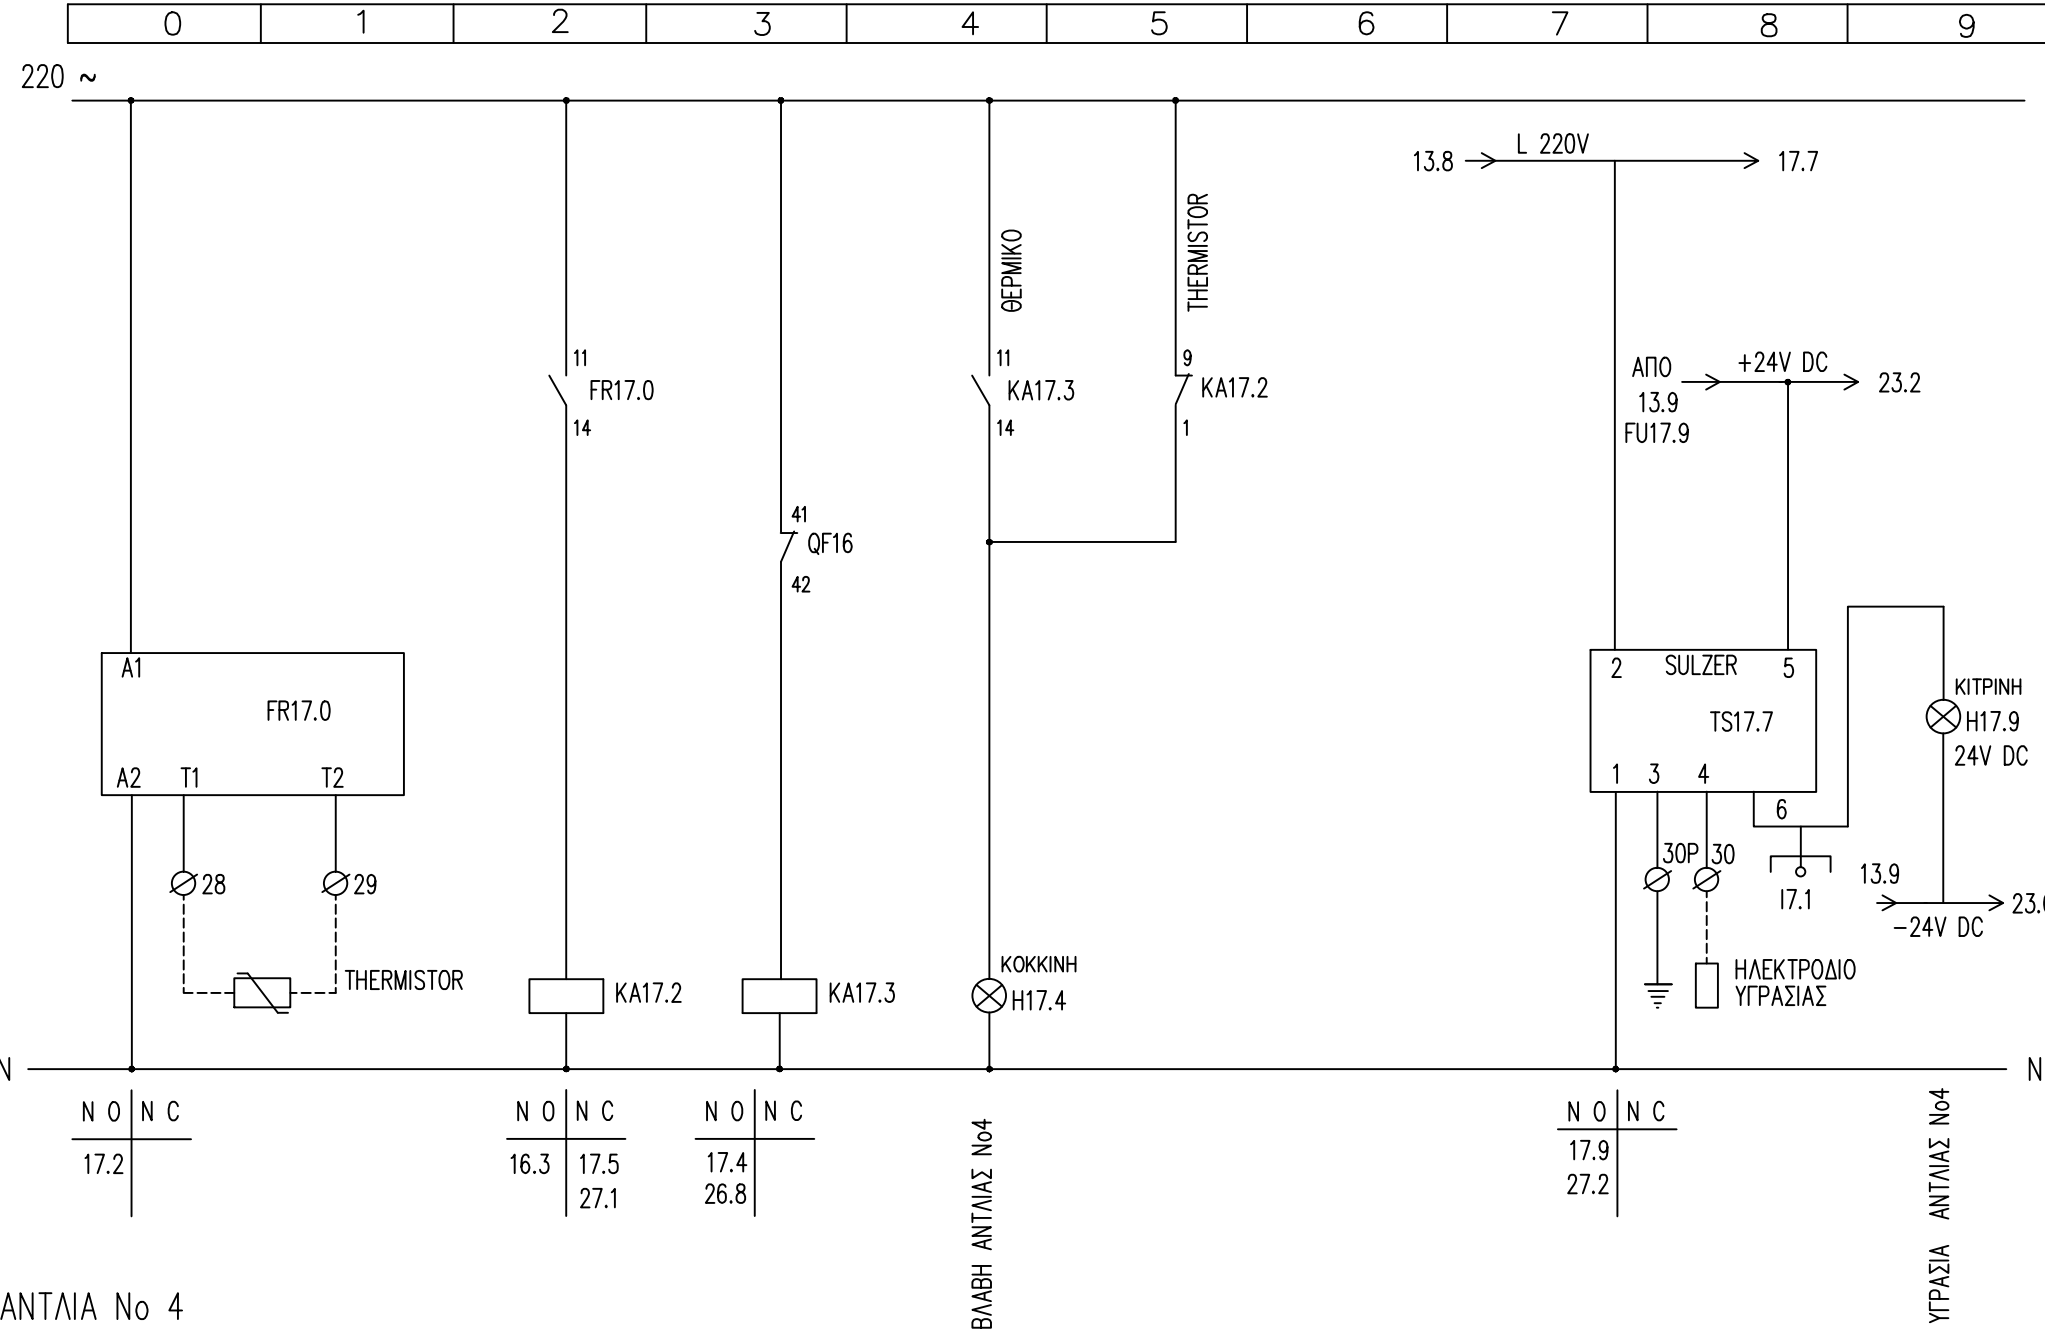 0 1 2 3 4 5 6 7 8 9
220 ~
L 220V
13.8
17.7
ΘΕΡΜΙΚΟ
THERMISTOR
11
FR17.0
14
11
KA17.3
14
9
KA17.2
1
ΑΠΟ
13.9
FU17.9
+24V DC
23.2
41
QF16
42
A1
FR17.0
A2 T1 T2
28
29
THERMISTOR
KA17.2
KA17.3
ΚΟΚΚΙΝΗ
H17.4
2 SULZER 5
TS17.7
1 3 4
6
30P 30
I7.1
ΗΛΕΚΤΡΟΔΙΟ
ΥΓΡΑΣΙΑΣ
ΚΙΤΡΙΝΗ
H17.9
24V DC
13.9
-24V DC
N N
N O N C
17.2
N O N C
16.3 17.5
27.1
N O N C
17.4
26.8
ΒΛΑΒΗ ΑΝΤΛΙΑΣ No4
N O N C
17.9
27.2
ΥΓΡΑΣΙΑ ΑΝΤΛΙΑΣ No4
ΑΝΤΛΙΑ No 4